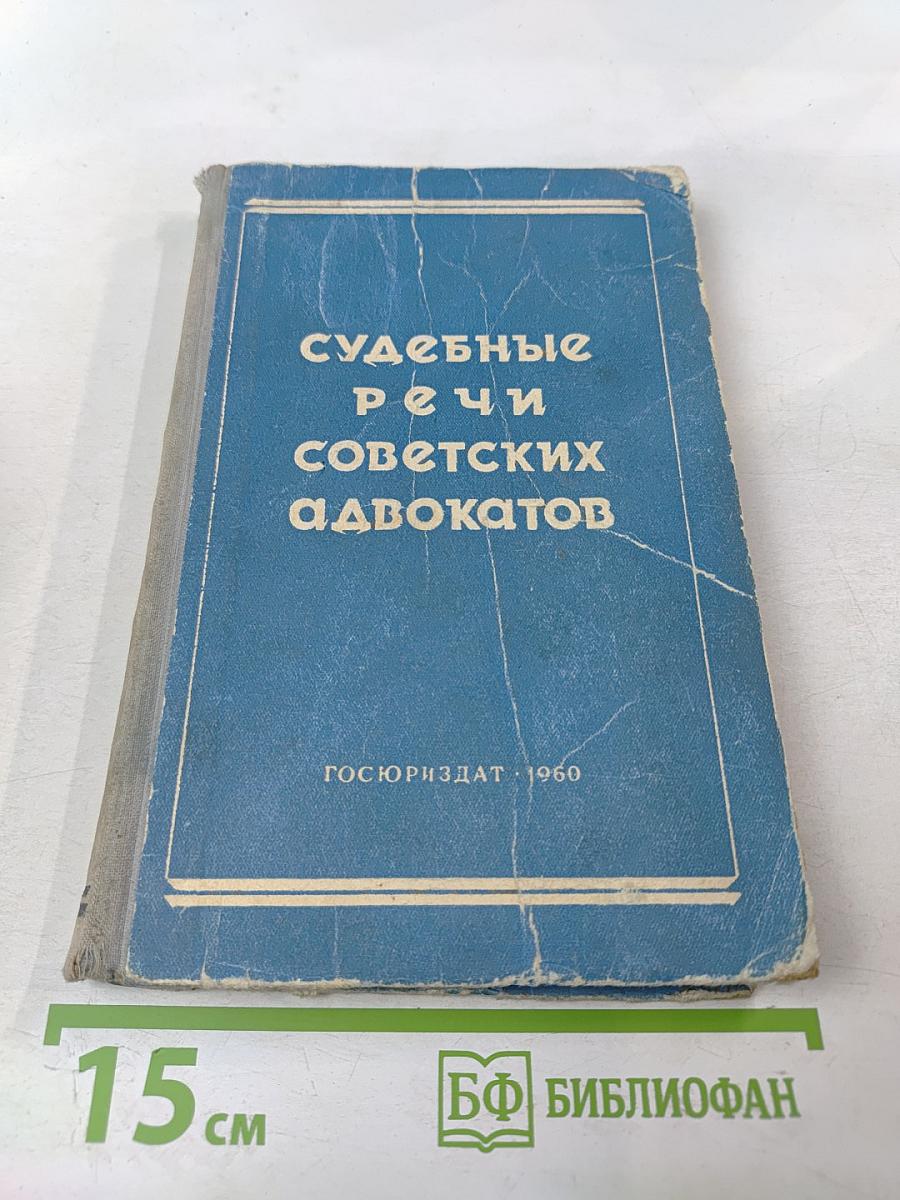 СУДЕБНЫЕ
РЕЧИ
СОВЕТСКИХ
АДВОКАТОВ
ГОСЮРИЗДАТ · 1960
15 см
БФ БИБЛИОФАН